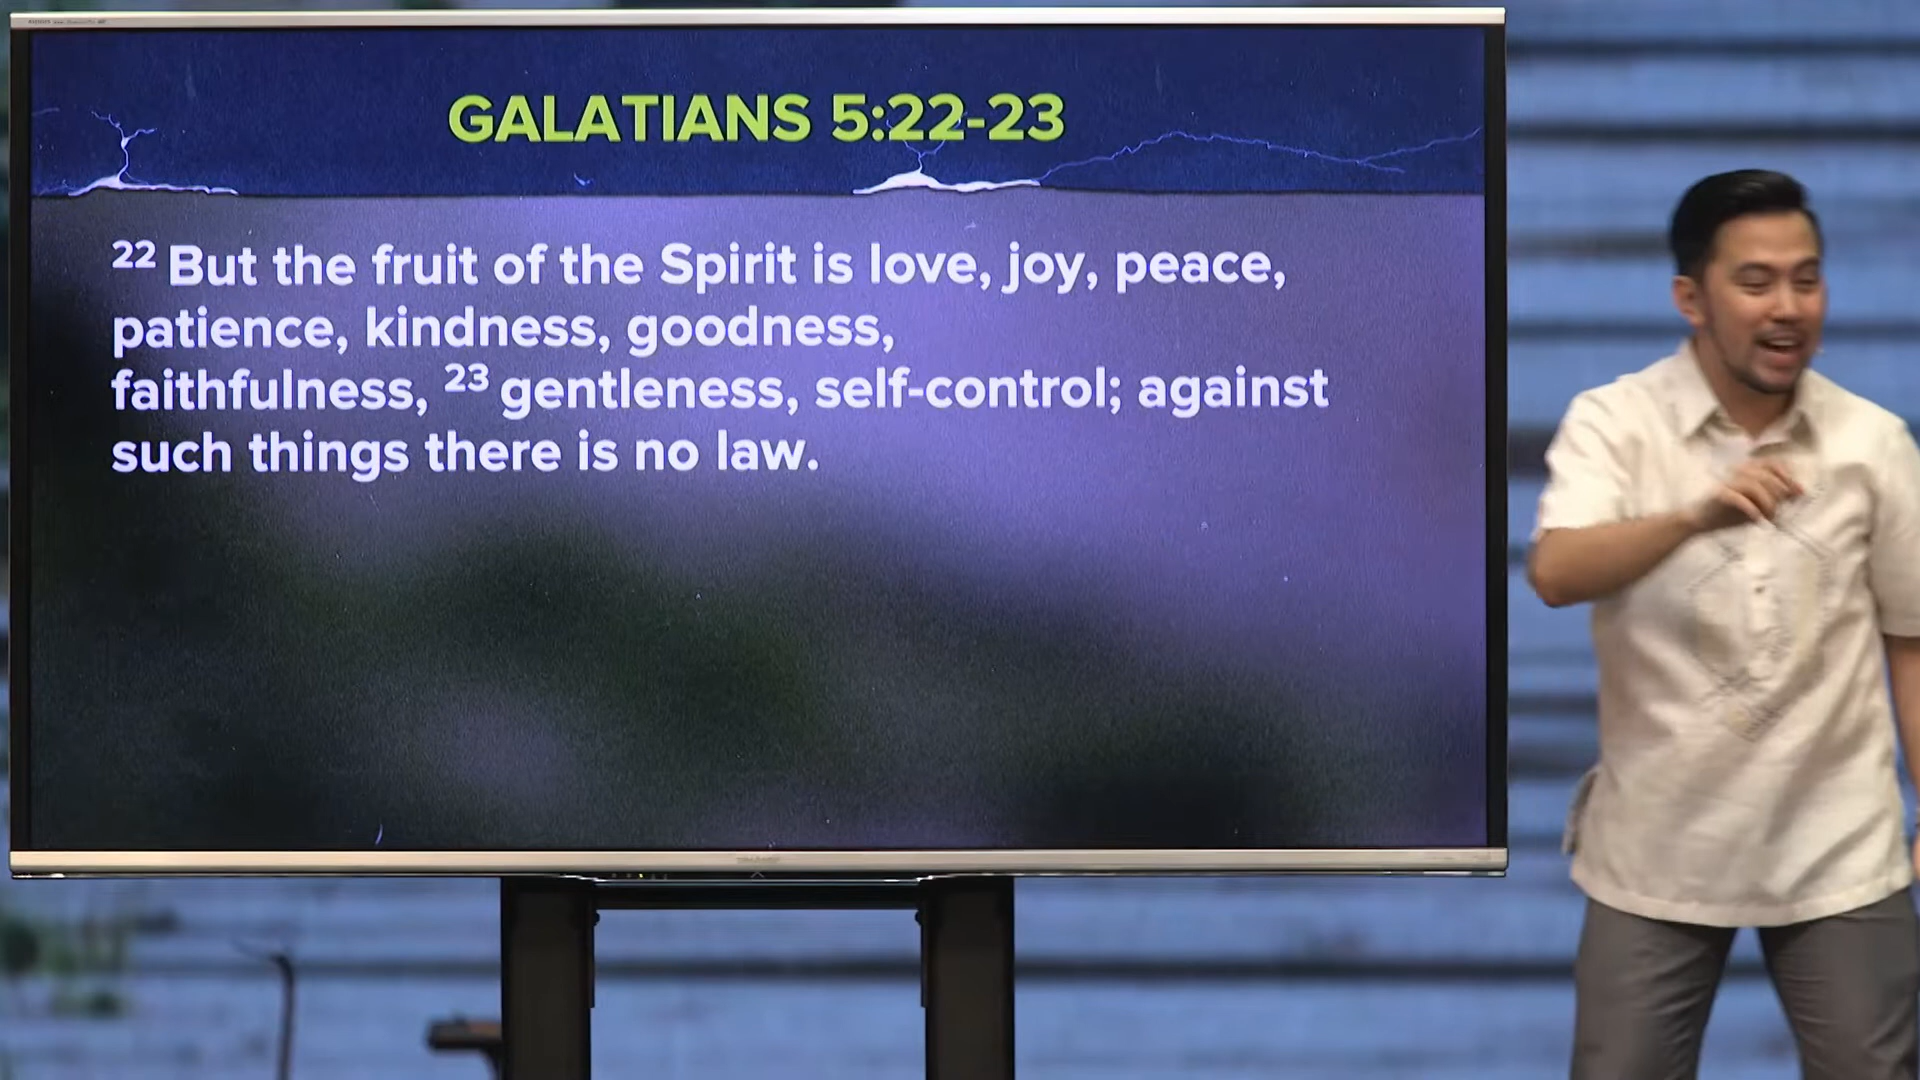 GALATIANS 5:22-23
22 But the fruit of the Spirit is love, joy, peace,
patience, kindness, goodness,
faithfulness, 23 gentleness, self-control; against
such things there is no law.